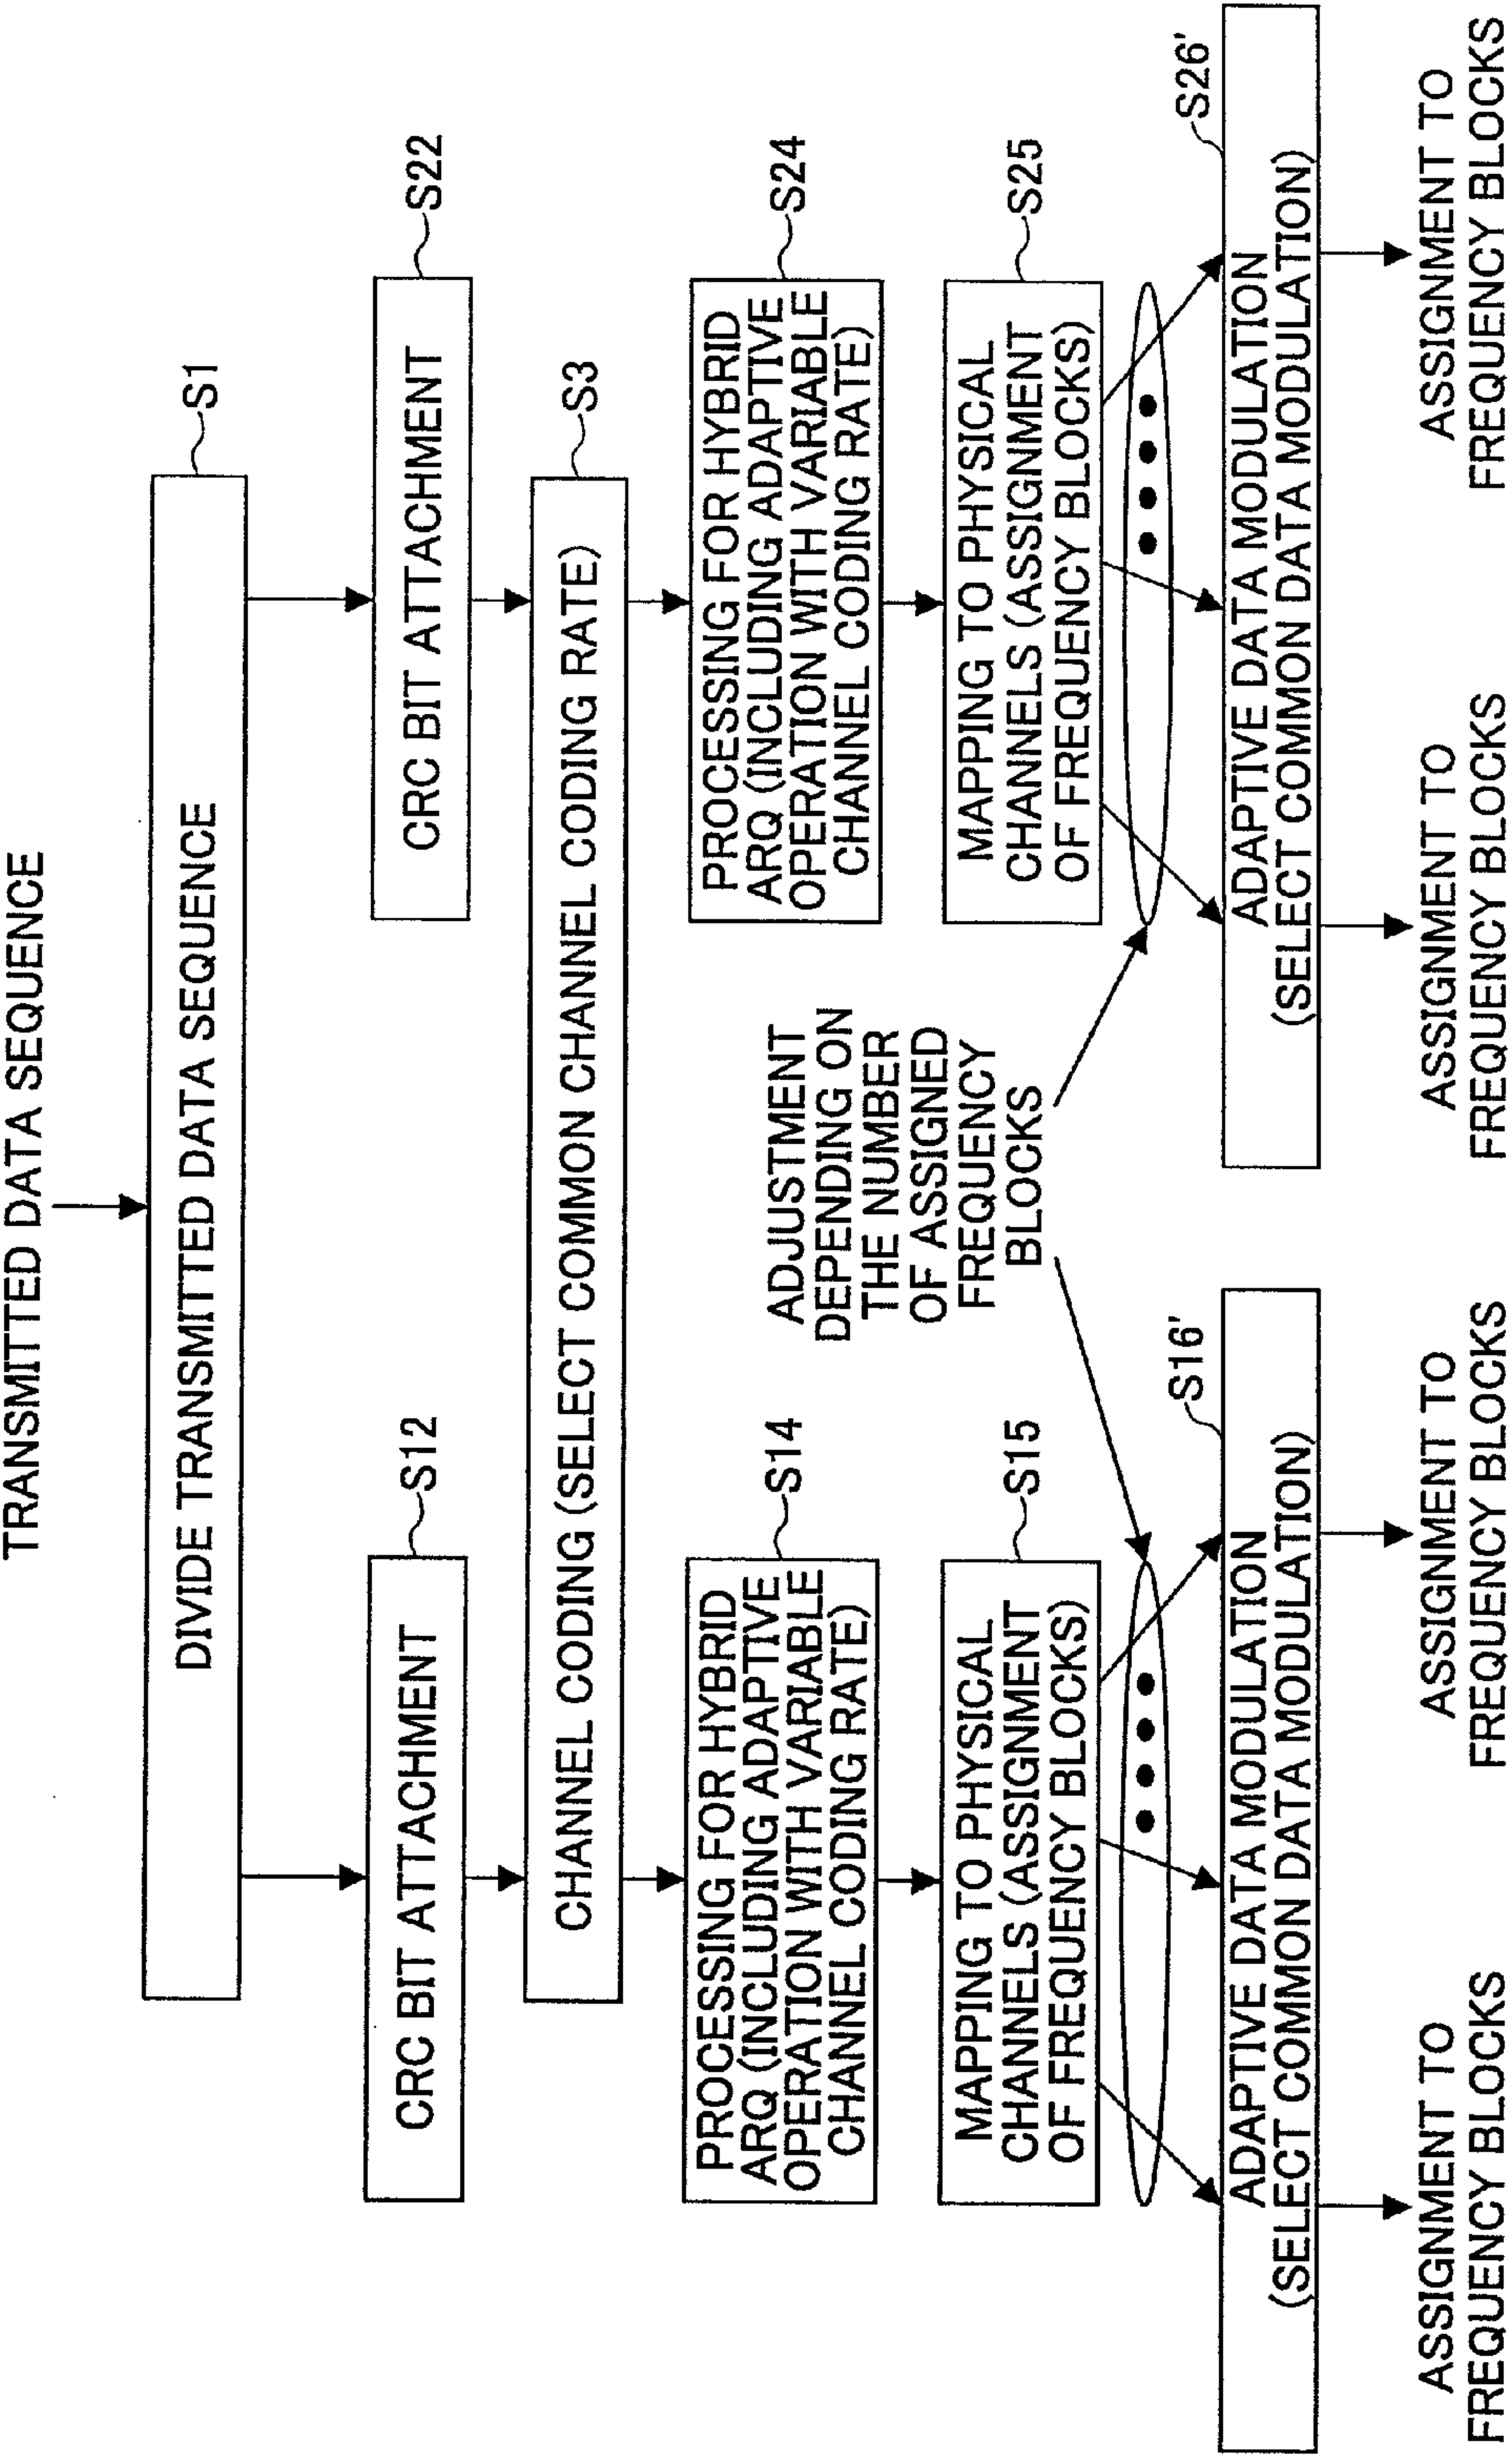 TRANSMITTED DATA SEQUENCE
DIVIDE TRANSMITTED DATA SEQUENCE
S1
CRC BIT ATTACHMENT
S12
CRC BIT ATTACHMENT
S22
CHANNEL CODING (SELECT COMMON CHANNEL CODING RATE)
S3
PROCESSING FOR HYBRID
ARQ (INCLUDING ADAPTIVE
OPERATION WITH VARIABLE
CHANNEL CODING RATE)
S14
PROCESSING FOR HYBRID
ARQ (INCLUDING ADAPTIVE
OPERATION WITH VARIABLE
CHANNEL CODING RATE)
S24
ADJUSTMENT
DEPENDING ON
THE NUMBER
OF ASSIGNED
FREQUENCY
BLOCKS
MAPPING TO PHYSICAL
CHANNELS (ASSIGNMENT
OF FREQUENCY BLOCKS)
S15
MAPPING TO PHYSICAL
CHANNELS (ASSIGNMENT
OF FREQUENCY BLOCKS)
S25
ADAPTIVE DATA MODULATION
(SELECT COMMON DATA MODULATION)
S16'
ADAPTIVE DATA MODULATION
(SELECT COMMON DATA MODULATION)
S26'
ASSIGNMENT TO
FREQUENCY BLOCKS
ASSIGNMENT TO
FREQUENCY BLOCKS
ASSIGNMENT TO
FREQUENCY BLOCKS
ASSIGNMENT TO
FREQUENCY BLOCKS